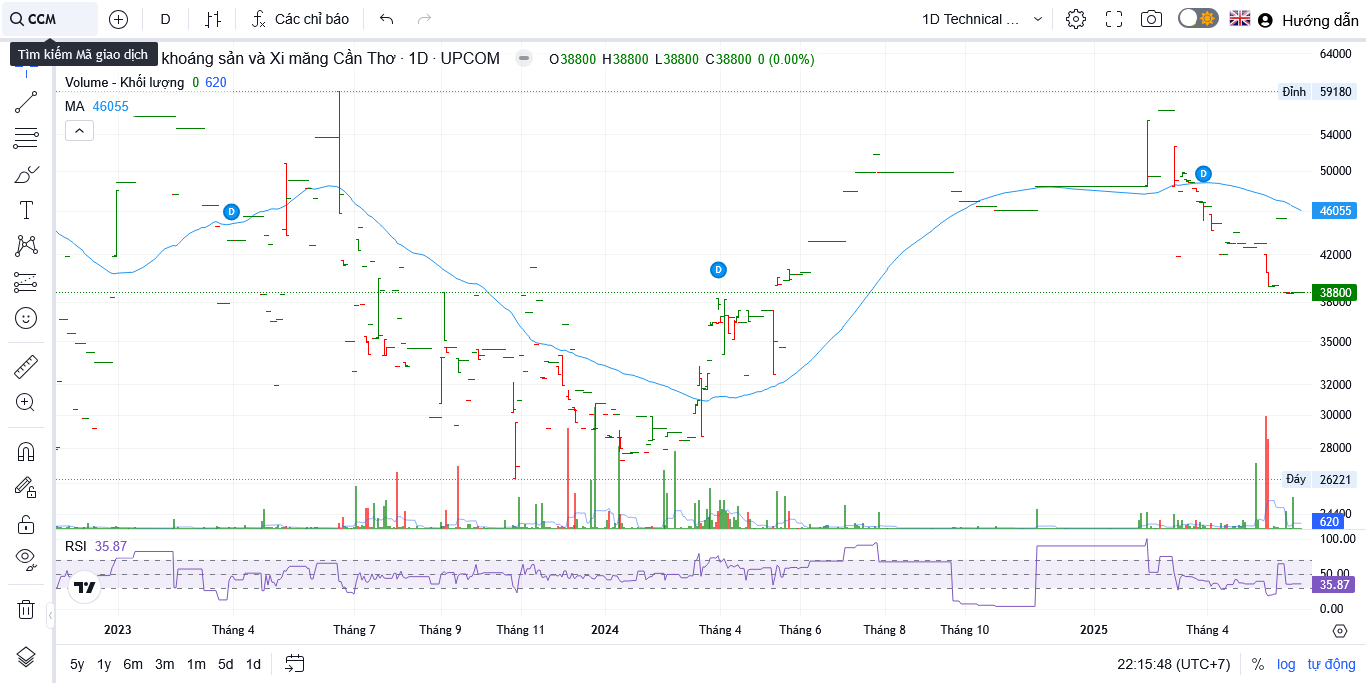 CCM
D
Các chỉ báo
1D Technical ...
Hướng dẫn
Tìm kiếm Mã giao dịch
khoáng sản và Xi măng Cần Thơ · 1D · UPCOM
O38800 H38800 L38800 C38800 0 (0.00%)
Volume - Khối lượng 0 620
MA 46055
64000
Đỉnh 59180
54000
50000
D
D
46055
42000
D
38800
38000
35000
32000
30000
28000
Đáy 26221
24400
620
RSI 35.87
100.00
50.00
35.87
0.00
2023
Tháng 4
Tháng 7
Tháng 9
Tháng 11
2024
Tháng 4
Tháng 6
Tháng 8
Tháng 10
2025
Tháng 4
5y 1y 6m 3m 1m 5d 1d
22:15:48 (UTC+7)
% log tự động